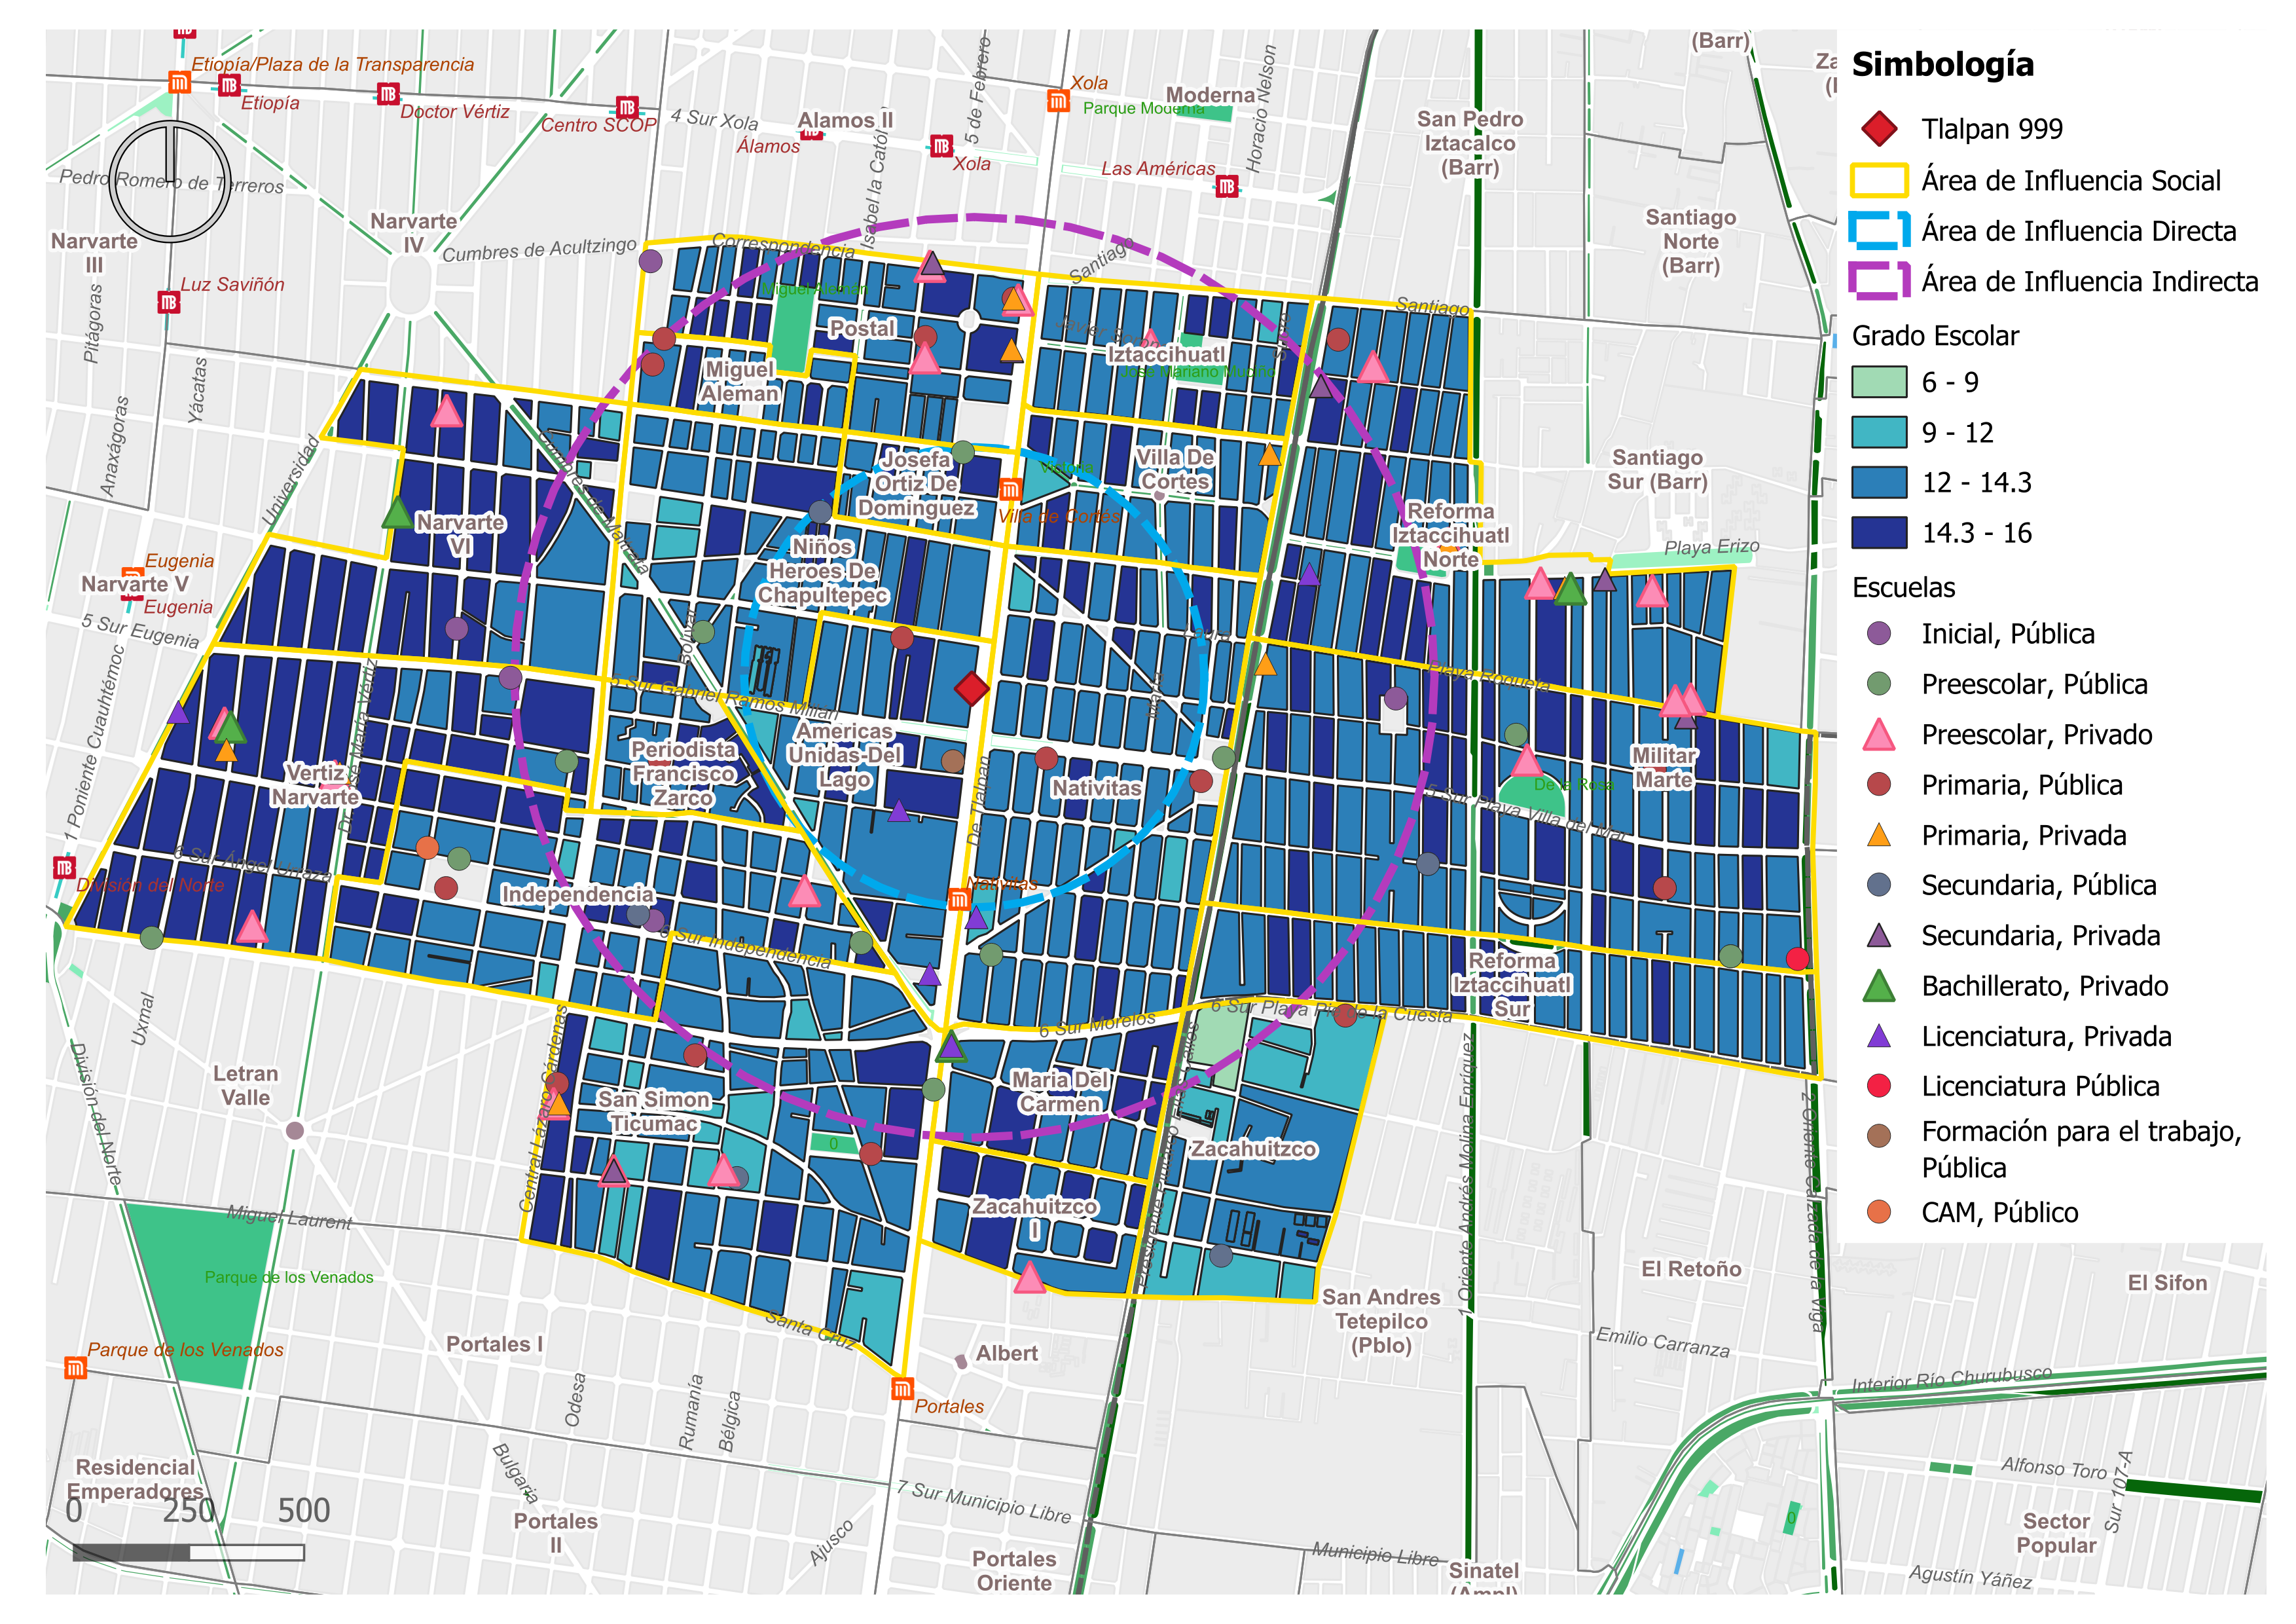 Simbología
Tlalpan 999
Área de Influencia Social
Área de Influencia Directa
Área de Influencia Indirecta
Grado Escolar
6 - 9
9 - 12
12 - 14.3
14.3 - 16
Escuelas
Inicial, Pública
Preescolar, Pública
Preescolar, Privado
Primaria, Pública
Primaria, Privada
Secundaria, Pública
Secundaria, Privada
Bachillerato, Privado
Licenciatura, Privada
Licenciatura Pública
Formación para el trabajo,
Pública
CAM, Público
Etiopía/Plaza de la Transparencia
Etiopía
Doctor Vértiz
Centro SCOP
4 Sur Xola
Alamos II
Álamos
5 de Febrero
Xola
Xola
Parque Moderna
Moderna
Las Américas
Horacio Nelson
San Pedro
Iztacalco
(Barr)
(Barr)
Pedro Romero de Terreros
Narvarte
III
Narvarte
IV
Cumbres de Acultzingo
Correspondencia
Santiago
Santiago
Santiago
Norte
(Barr)
Luz Saviñón
Pitágoras
Yácatas
Anaxágoras
Universidad
Miguel Alemán
Postal
Miguel
Aleman
Iztaccihuatl
José Mariano Muciño
Josefa
Ortiz De
Dominguez
Victoria
Villa De
Cortes
Villa de Cortés
Santiago
Sur (Barr)
Reforma
Iztaccihuatl
Norte
Playa Erizo
Narvarte
VI
Niños
Heroes De
Chapultepec
Eugenia
Narvarte V
Eugenia
5 Sur Eugenia
Bolívar
5 Sur Gabriel Ramos Millán
Playa Roqueta
1 Poniente Cuauhtémoc
Periodista
Francisco
Zarco
Americas
Unidas-Del
Lago
De Tlalpan
Nativitas
Militar
Marte
De la Rosa
5 Sur Playa Villa del Mar
Vertiz
Narvarte
6 Sur Ángel Urraza
División del Norte
Independencia
6 Sur Independencia
Nativitas
Reforma
Iztaccihuatl
Sur
6 Sur Playa Pie de la Cuesta
6 Sur Morelos
Uxmal
División del Norte
Letran
Valle
Central Lázaro Cárdenas
San Simon
Ticumac
0
Maria Del
Carmen
Zacahuitzco
Zacahuitzco
I
Presidente Plutarco Elías Calles
1 Oriente Andrés Molina Enríquez
2 Oriente Calzada de la Viga
Miguel Laurent
Parque de los Venados
Parque de los Venados
Santa Cruz
Portales I
Albert
San Andres
Tetepilco
(Pblo)
El Retoño
El Sifon
Emilio Carranza
Interior Río Churubusco
Portales
Odesa
Rumanía
Bélgica
Bulgaria
Residencial
Emperadores
0 250 500
Portales
II
Ajusco
7 Sur Municipio Libre
Portales
Oriente
Municipio Libre
Sinatel
(Ampl)
0
Alfonso Toro
Sur 107-A
Sector
Popular
Agustín Yáñez